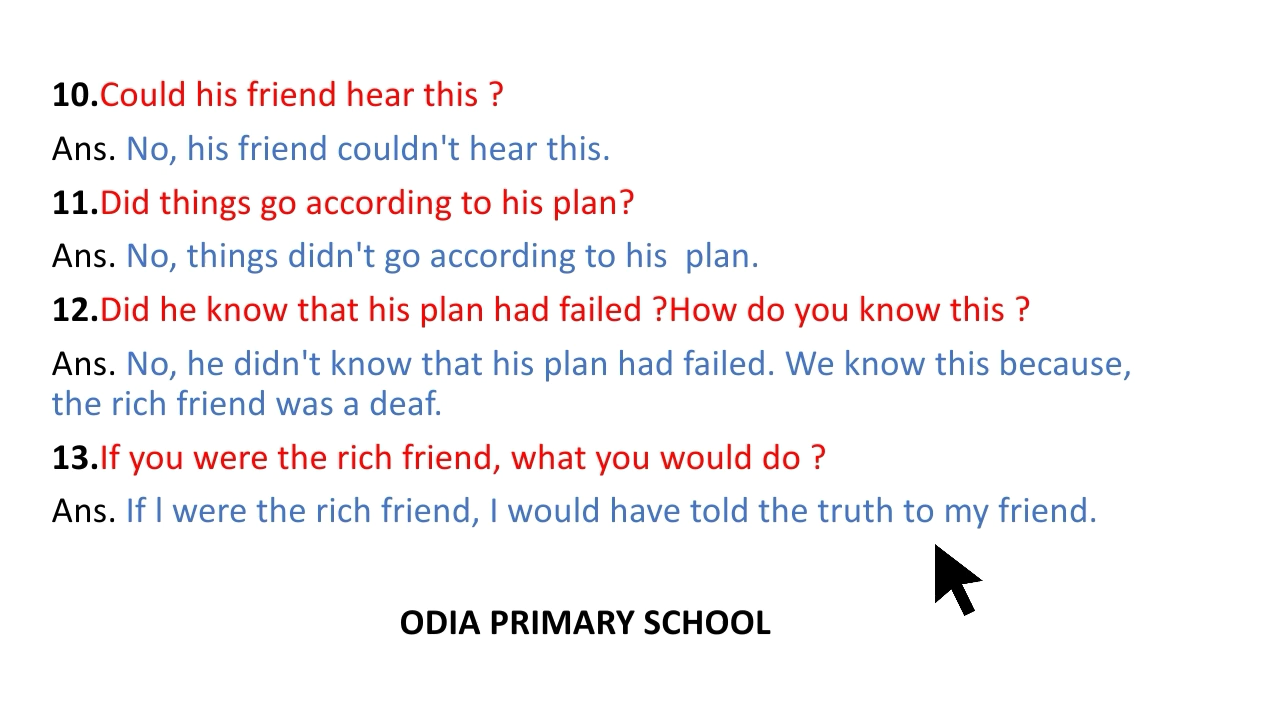 10.Could his friend hear this ?
Ans. No, his friend couldn't hear this.
11.Did things go according to his plan?
Ans. No, things didn't go according to his  plan.
12.Did he know that his plan had failed ?How do you know this ?
Ans. No, he didn't know that his plan had failed. We know this because,
the rich friend was a deaf.
13.If you were the rich friend, what you would do ?
Ans. If l were the rich friend, I would have told the truth to my friend.
ODIA PRIMARY SCHOOL